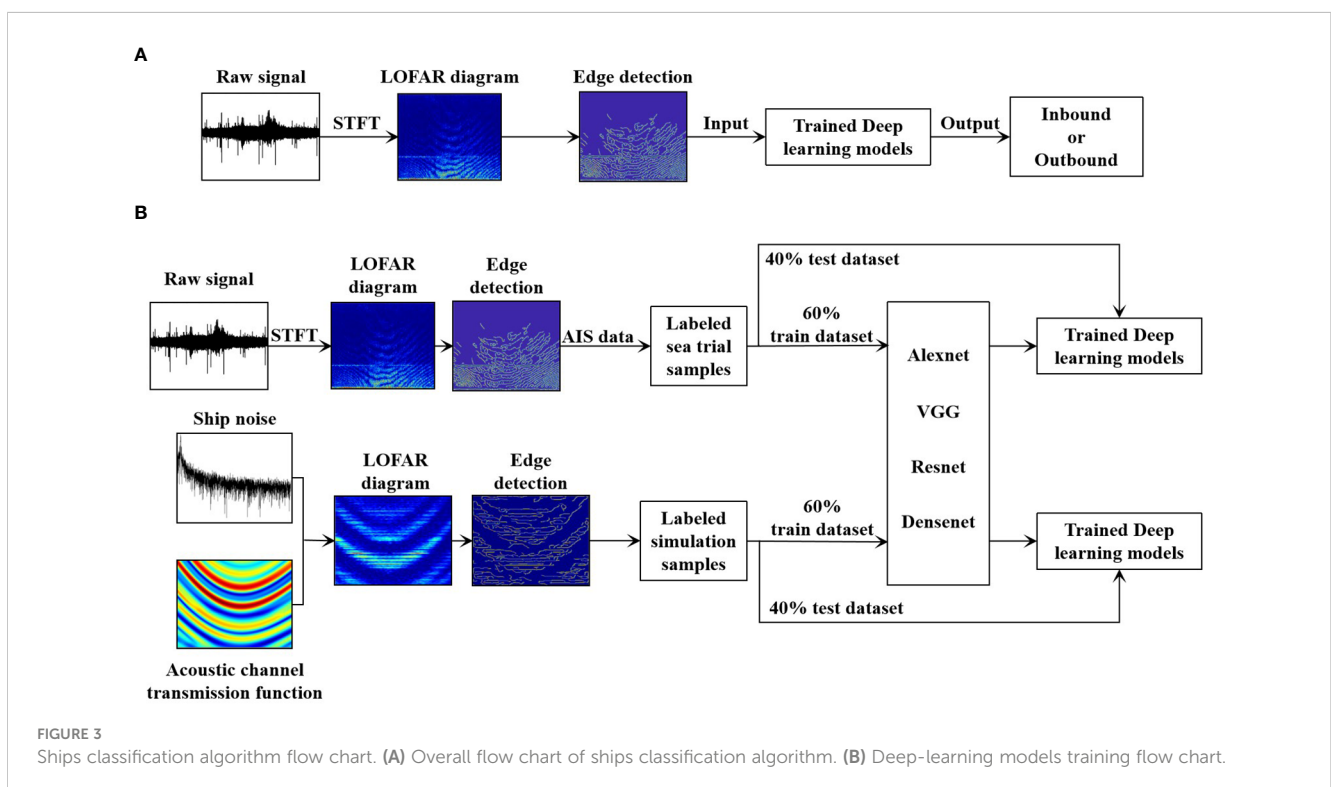 A
Raw signal
STFT
LOFAR diagram
Edge detection
Input
Trained Deep
learning models
Output
Inbound
or
Outbound
B
Raw signal
STFT
LOFAR
diagram
Edge
detection
AIS data
Labeled
sea trial
samples
40% test dataset
60%
train dataset
Alexnet
VGG
Resnet
Densenet
Trained Deep
learning models
Ship noise
Acoustic channel
transmission function
LOFAR
diagram
Edge
detection
Labeled
simulation
samples
60%
train dataset
40% test dataset
Trained Deep
learning models
FIGURE 3
Ships classification algorithm flow chart. (A) Overall flow chart of ships classification algorithm. (B) Deep-learning models training flow chart.